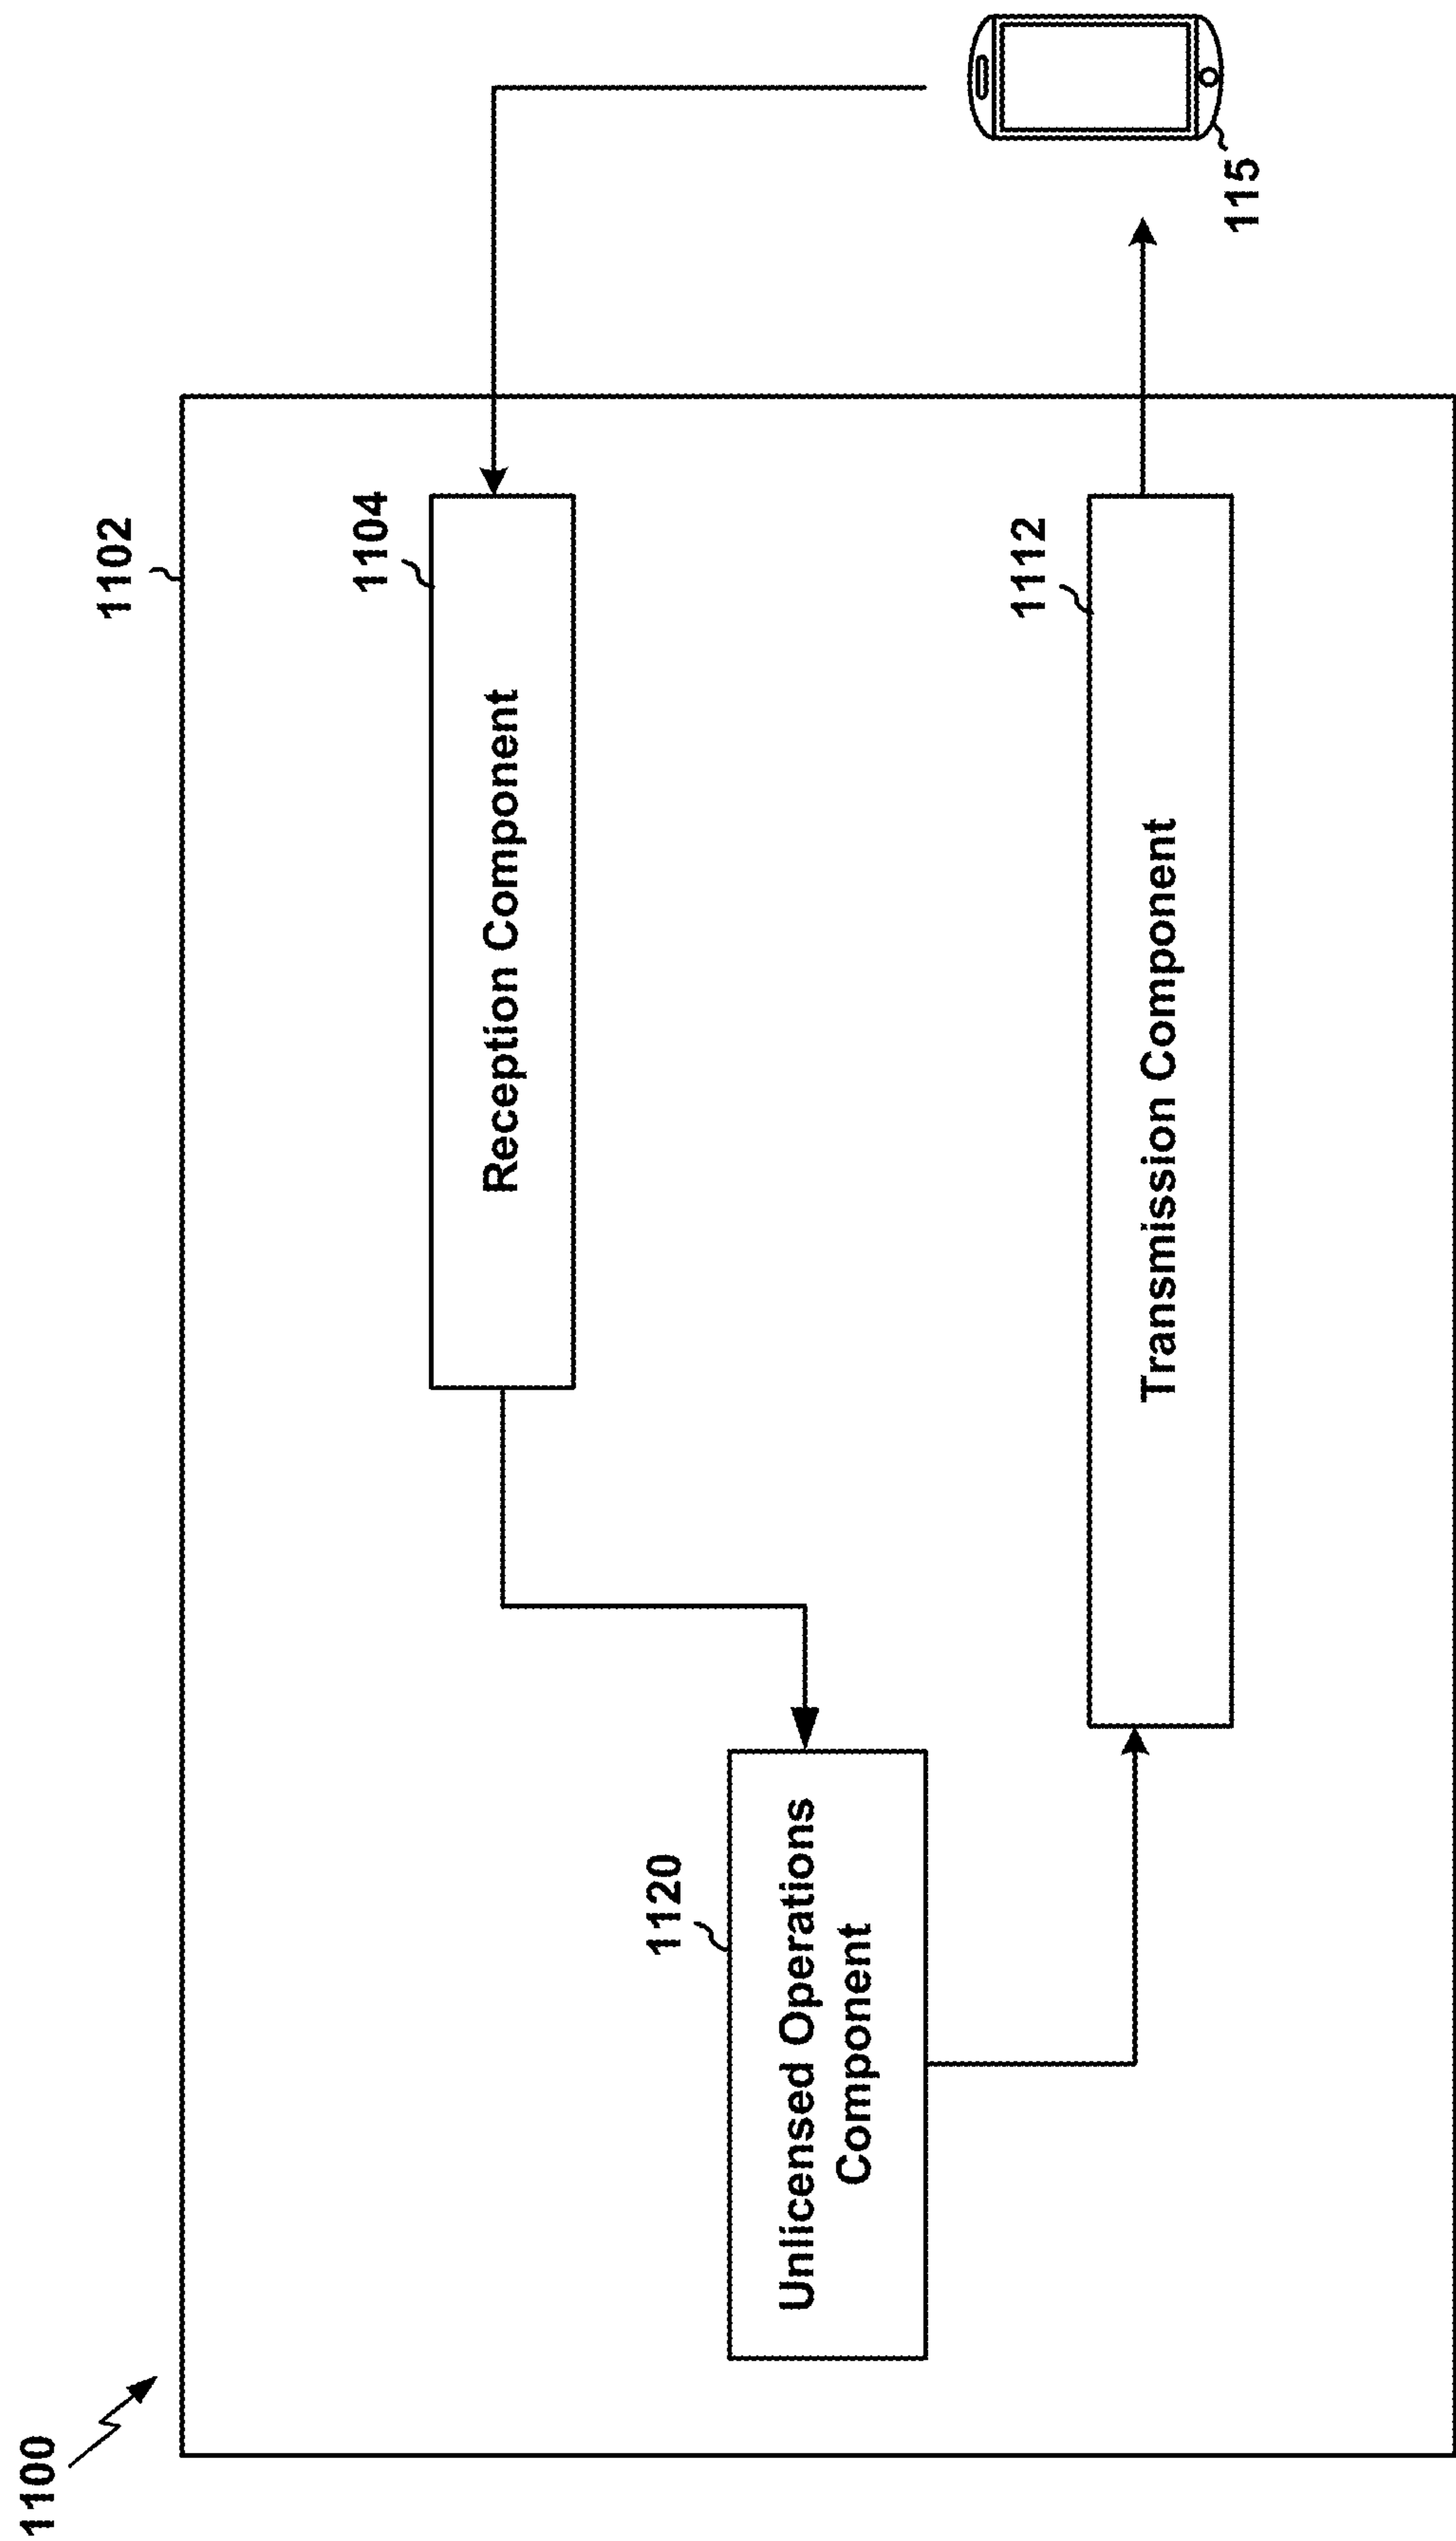 1100
1102
1104
Reception Component
1120
Unlicensed Operations
Component
1112
Transmission Component
115